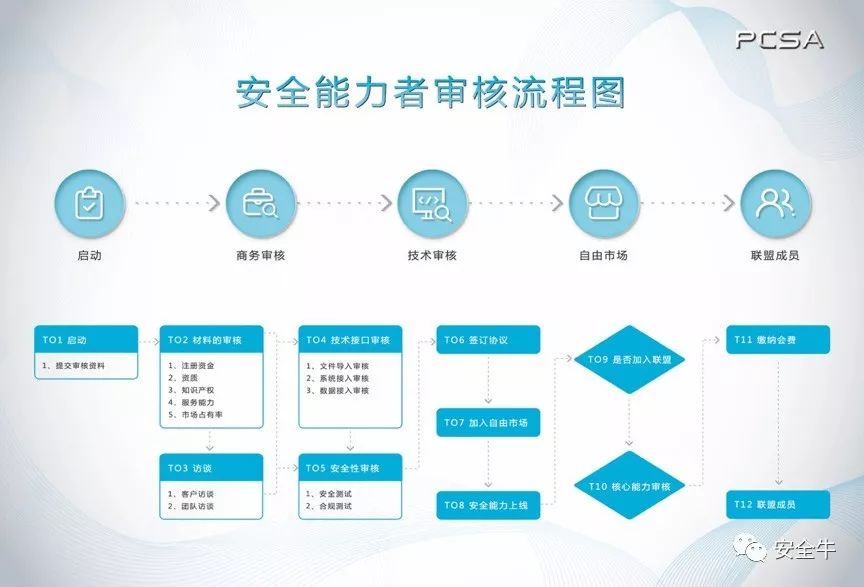 PCSA
安全能力者审核流程图
启动
商务审核
技术审核
自由市场
联盟成员
TO1 启动
1、提交审核资料
TO2 材料的审核
1、注册资金
2、资质
3、知识产权
4、服务能力
5、市场占有率
TO3 访谈
1、客户访谈
2、团队访谈
TO4 技术接口审核
1、文件导入审核
2、系统接入审核
3、数据接入审核
TO5 安全性审核
1、安全测试
2、合规测试
TO6 签订协议
TO7 加入自由市场
TO8 安全能力上线
TO9 是否加入联盟
T10 核心能力审核
T11 缴纳会费
T12 联盟成员
安全牛